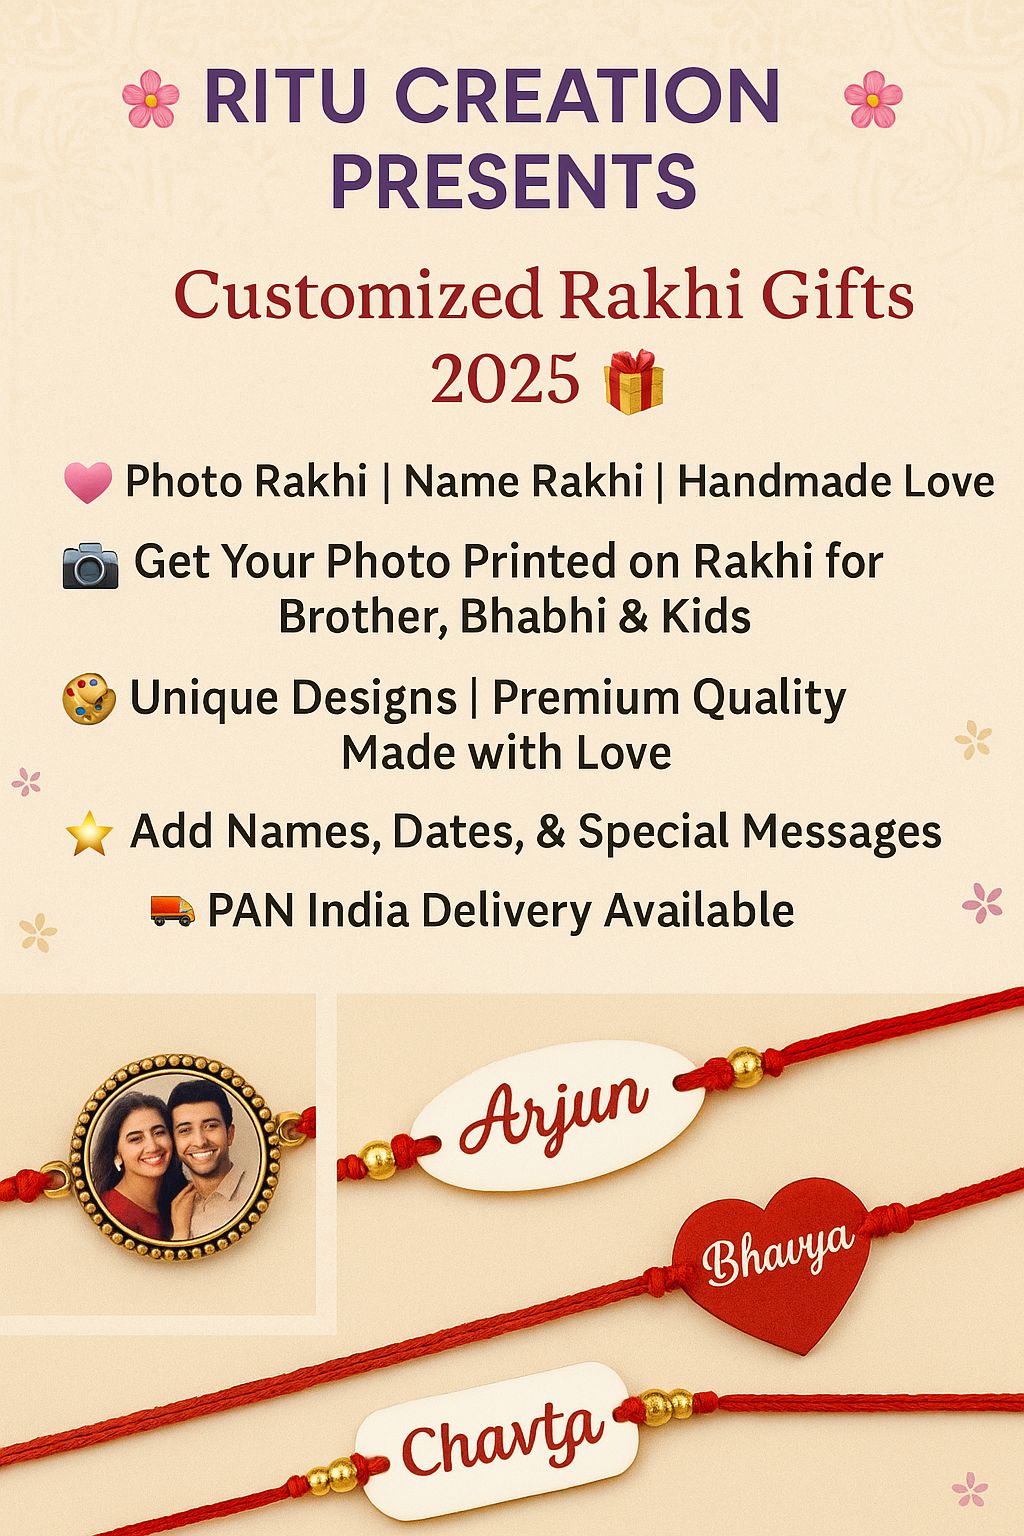 RITU CREATION
PRESENTS
Customized Rakhi Gifts
2025
Photo Rakhi | Name Rakhi | Handmade Love
Get Your Photo Printed on Rakhi for
Brother, Bhabhi & Kids
Unique Designs | Premium Quality
Made with Love
Add Names, Dates, & Special Messages
PAN India Delivery Available
Arjun
Bhavya
Chavta